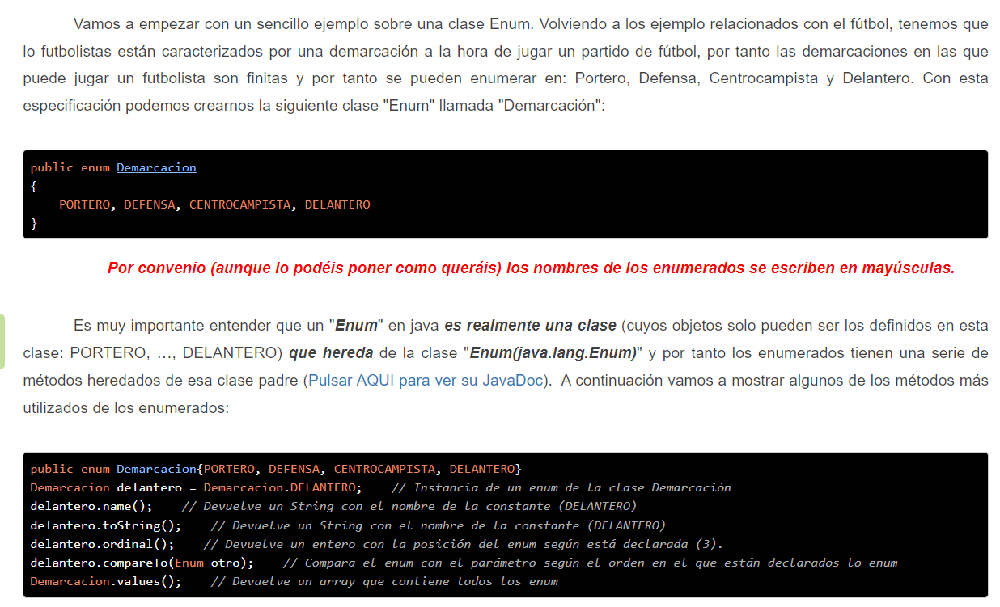 Vamos a empezar con un sencillo ejemplo sobre una clase Enum. Volviendo a los ejemplo relacionados con el fútbol, tenemos que
lo futbolistas están caracterizados por una demarcación a la hora de jugar un partido de fútbol, por tanto las demarcaciones en las que
puede jugar un futbolista son finitas y por tanto se pueden enumerar en: Portero, Defensa, Centrocampista y Delantero. Con esta
especificación podemos crearnos la siguiente clase "Enum" llamada "Demarcación":
public enum Demarcacion
{
    PORTERO, DEFENSA, CENTROCAMPISTA, DELANTERO
}
Por convenio (aunque lo podéis poner como queráis) los nombres de los enumerados se escriben en mayúsculas.
Es muy importante entender que un "Enum" en java es realmente una clase (cuyos objetos solo pueden ser los definidos en esta
clase: PORTERO, …, DELANTERO) que hereda de la clase "Enum(java.lang.Enum)" y por tanto los enumerados tienen una serie de
métodos heredados de esa clase padre (Pulsar AQUI para ver su JavaDoc). A continuación vamos a mostrar algunos de los métodos más
utilizados de los enumerados:
public enum Demarcacion{PORTERO, DEFENSA, CENTROCAMPISTA, DELANTERO}
Demarcacion delantero = Demarcacion.DELANTERO;    // Instancia de un enum de la clase Demarcación
delantero.name();    // Devuelve un String con el nombre de la constante (DELANTERO)
delantero.toString();    // Devuelve un String con el nombre de la constante (DELANTERO)
delantero.ordinal();    // Devuelve un entero con la posición del enum según está declarada (3).
delantero.compareTo(Enum otro);    // Compara el enum con el parámetro según el orden en el que están declarados lo enum
Demarcacion.values();    // Devuelve un array que contiene todos los enum